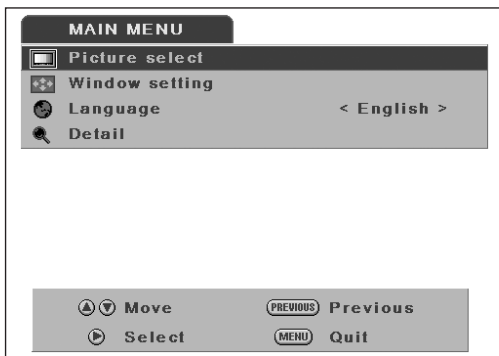 MAIN MENU
Picture select
Window setting
Language < English >
Detail
Move PREVIOUS Previous
Select MENU Quit